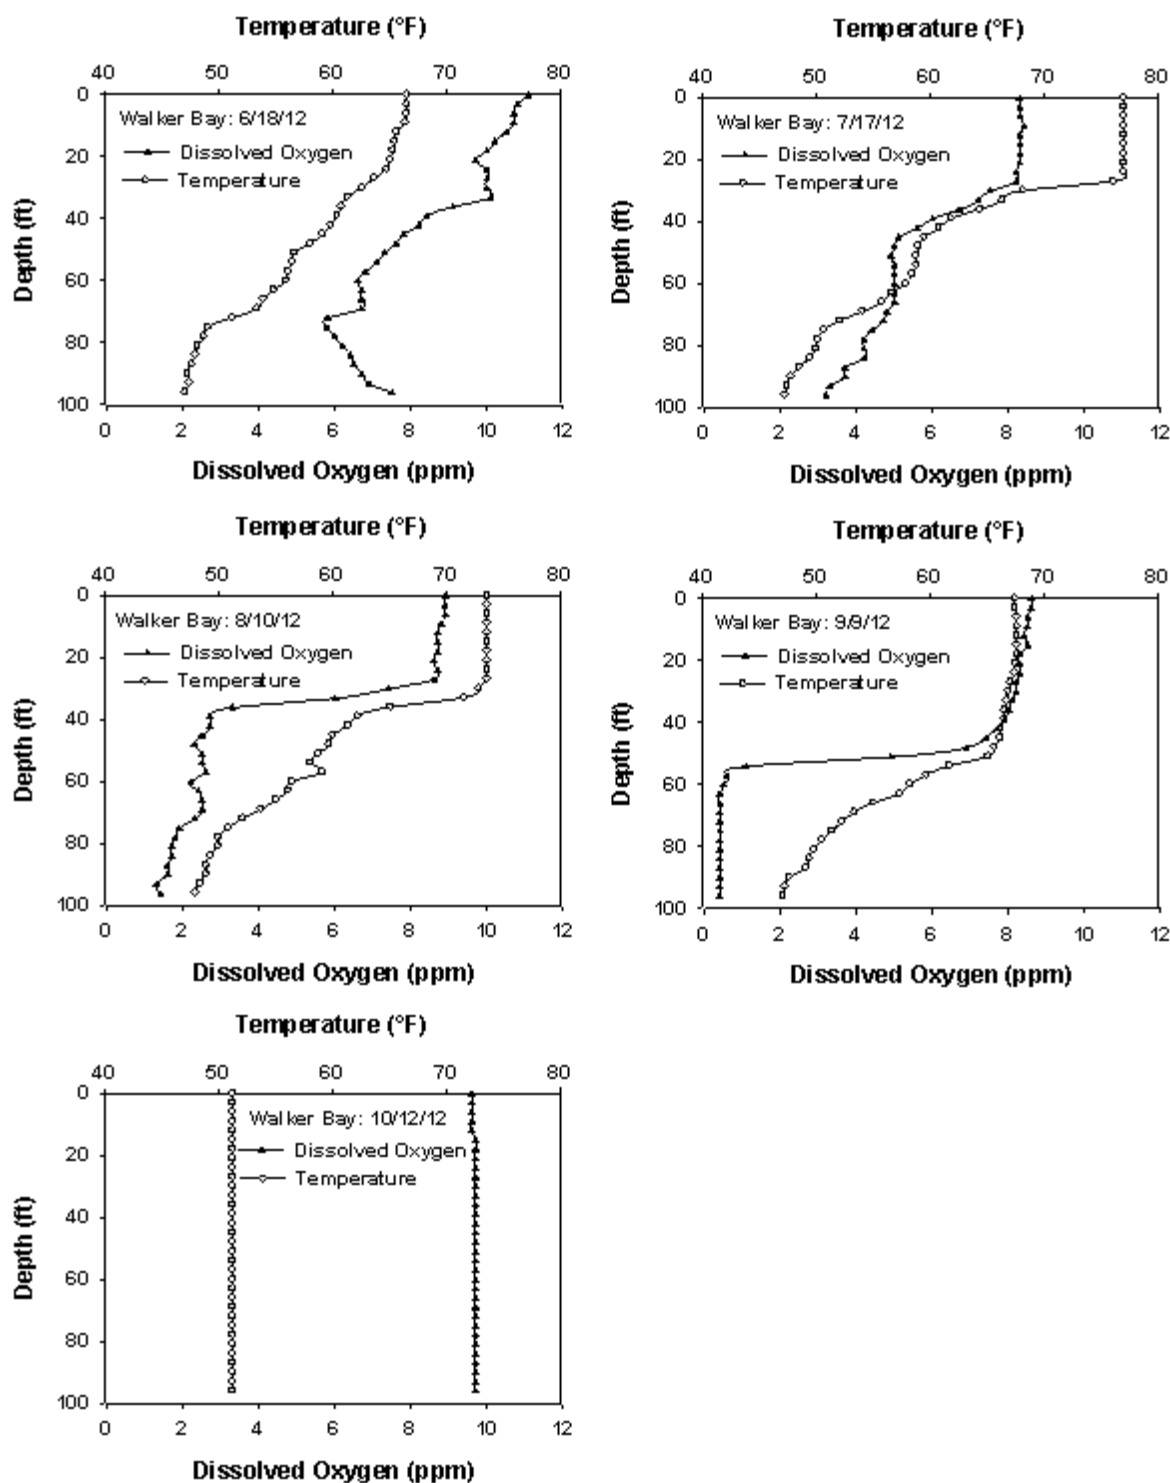 Temperature (°F)
40 50 60 70 80
0
20
40
60
80
100
Depth (ft)
Walker Bay: 6/18/12
Dissolved Oxygen
Temperature
0 2 4 6 8 10 12
Dissolved Oxygen (ppm)
Temperature (°F)
40 50 60 70 80
0
20
40
60
80
100
Depth (ft)
Walker Bay: 7/17/12
Dissolved Oxygen
Temperature
0 2 4 6 8 10 12
Dissolved Oxygen (ppm)
Temperature (°F)
40 50 60 70 80
0
20
40
60
80
100
Depth (ft)
Walker Bay: 8/10/12
Dissolved Oxygen
Temperature
0 2 4 6 8 10 12
Dissolved Oxygen (ppm)
Temperature (°F)
40 50 60 70 80
0
20
40
60
80
100
Depth (ft)
Walker Bay: 9/9/12
Dissolved Oxygen
Temperature
0 2 4 6 8 10 12
Dissolved Oxygen (ppm)
Temperature (°F)
40 50 60 70 80
0
20
40
60
80
100
Depth (ft)
Walker Bay: 10/12/12
Dissolved Oxygen
Temperature
0 2 4 6 8 10 12
Dissolved Oxygen (ppm)